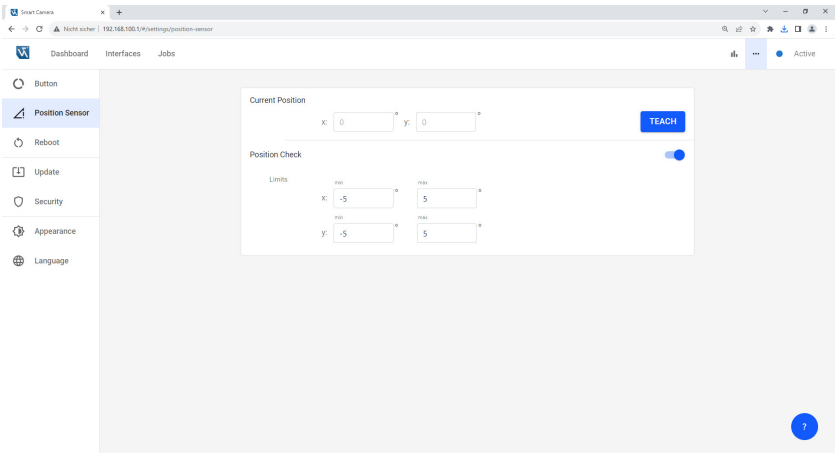 Smart Camera
Nicht sicher | 192.168.100.1/#/settings/position-sensor
Dashboard Interfaces Jobs Active
Button
Position Sensor
Reboot
Update
Security
Appearance
Language
Current Position
x: 0 ° y: 0 °
TEACH
Position Check
Limits
min max
x: -5 ° 5 °
min max
y: -5 ° 5 °
?